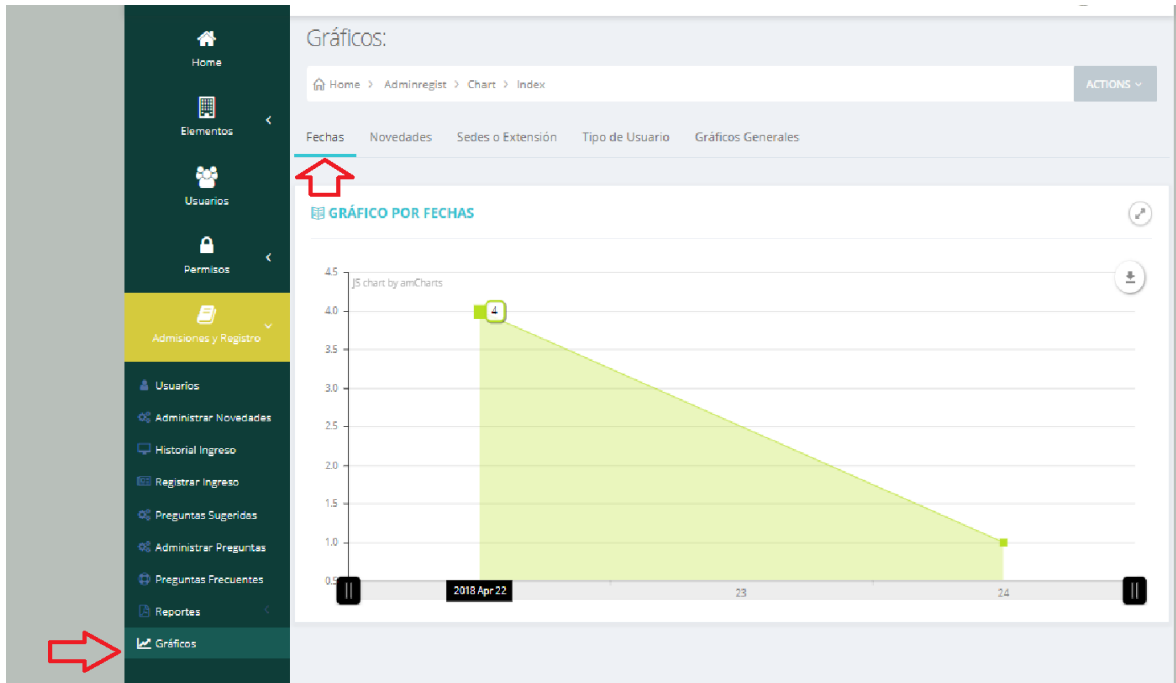 Home
Elementos
Usuarios
Permisos
Admisiones y Registro
Usuarios
Administrar Novedades
Historial Ingreso
Registrar Ingreso
Preguntas Sugeridas
Administrar Preguntas
Preguntas Frecuentes
Reportes
Gráficos
Gráficos:
Home > Adminregist > Chart > Index
ACTIONS
Fechas Novedades Sedes o Extensión Tipo de Usuario Gráficos Generales
GRÁFICO POR FECHAS
JS chart by amCharts
4.5
4.0
3.5
3.0
2.5
2.0
1.5
1.0
0.5
4
2018 Apr 22 23 24